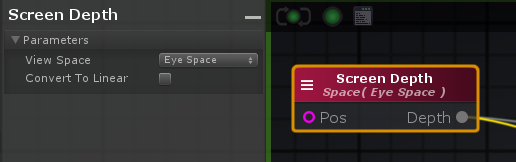 Screen Depth
Parameters
View Space
Eye Space
Convert To Linear
Screen Depth
Space( Eye Space )
Pos
Depth